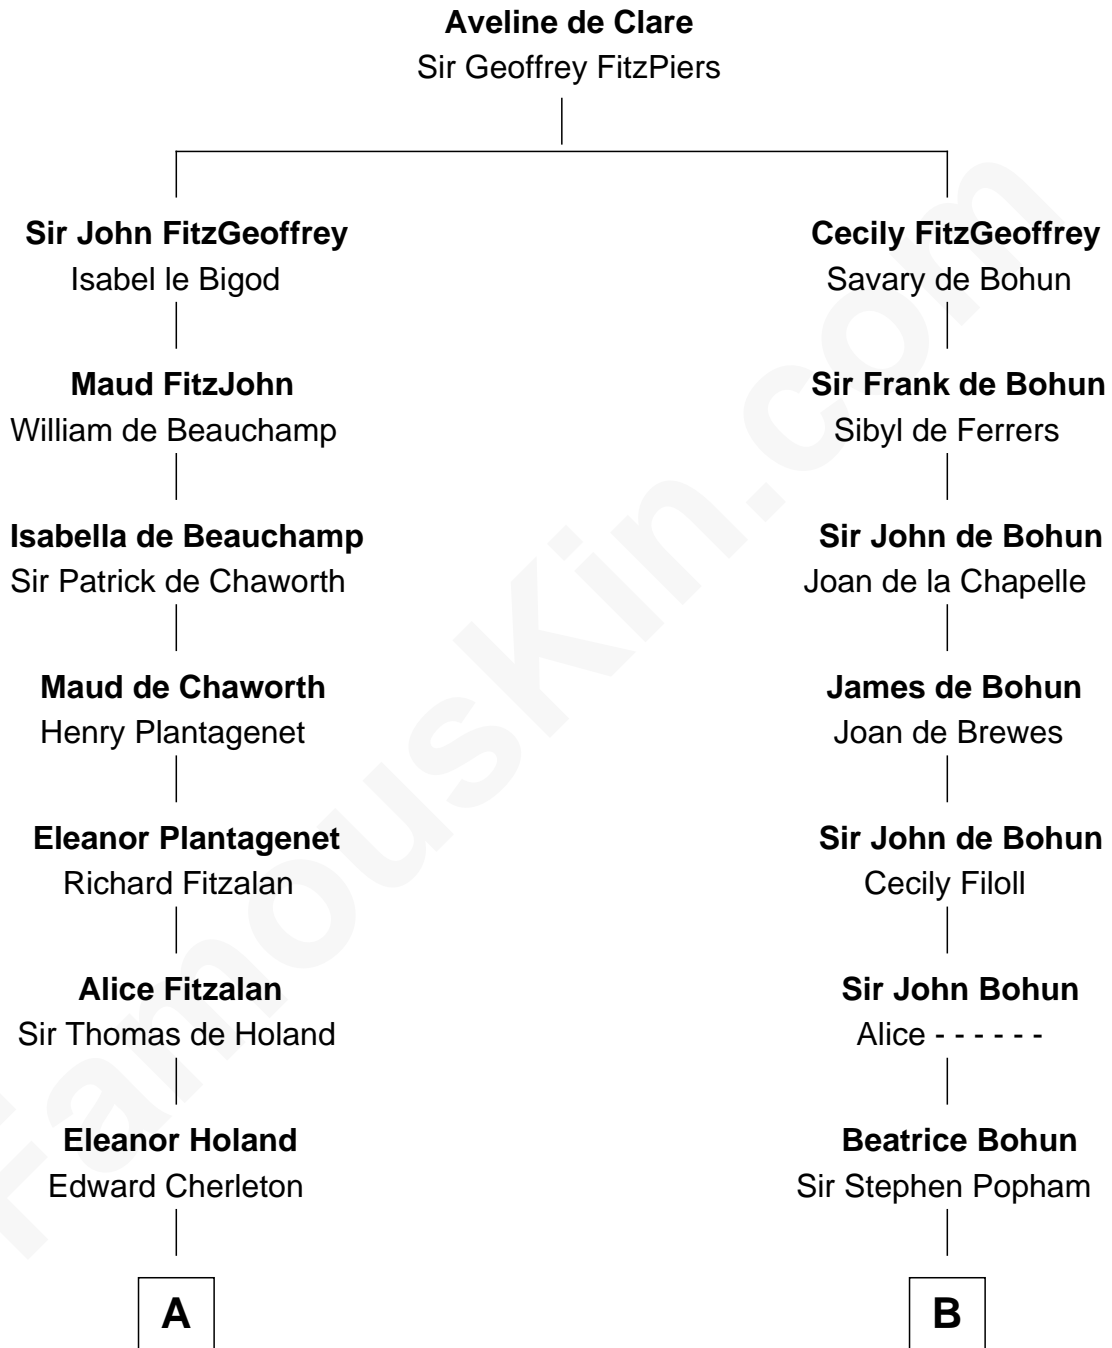 Aveline de Clare
Sir Geoffrey FitzPiers
Sir John FitzGeoffrey
Isabel le Bigod
Cecily FitzGeoffrey
Savary de Bohun
Maud FitzJohn
William de Beauchamp
Sir Frank de Bohun
Sibyl de Ferrers
Isabella de Beauchamp
Sir Patrick de Chaworth
Sir John de Bohun
Joan de la Chapelle
Maud de Chaworth
Henry Plantagenet
James de Bohun
Joan de Brewes
Eleanor Plantagenet
Richard Fitzalan
Sir John de Bohun
Cecily Filoll
Alice Fitzalan
Sir Thomas de Holand
Sir John Bohun
Alice - - - - - -
Eleanor Holand
Edward Cherleton
Beatrice Bohun
Sir Stephen Popham
A
B
FamousKin.com